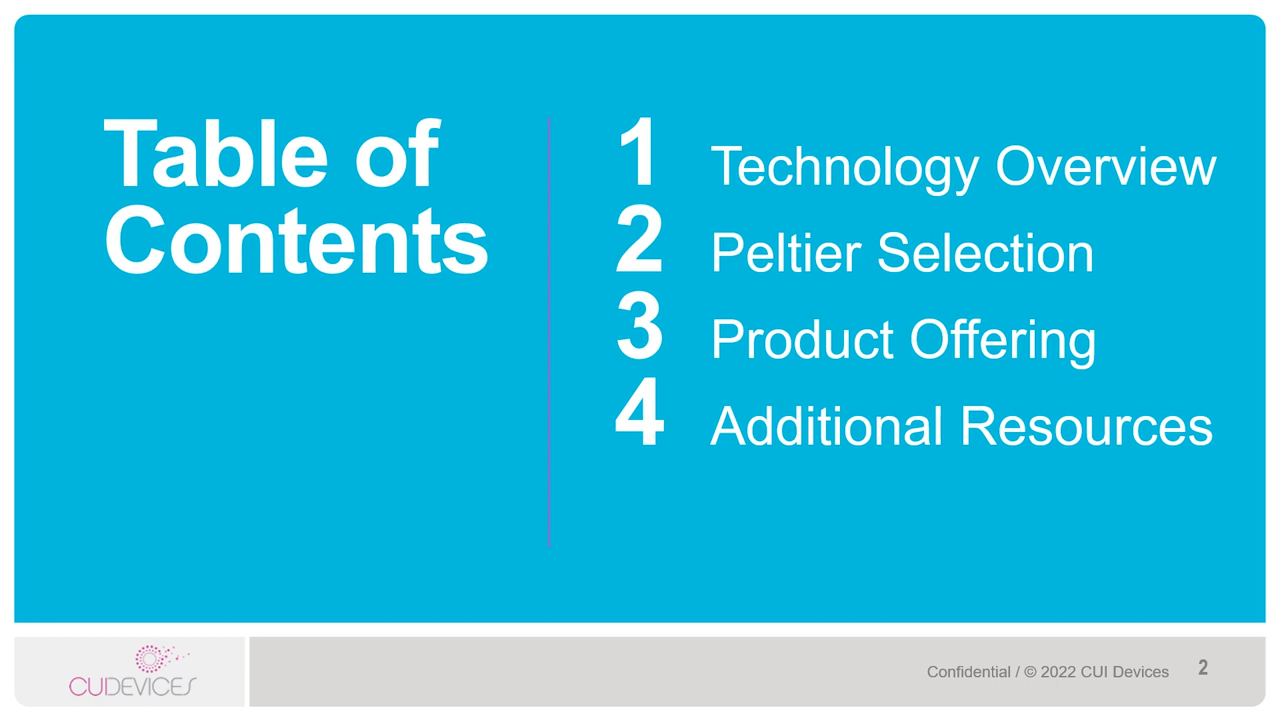 Table of
Contents
1 Technology Overview
2 Peltier Selection
3 Product Offering
4 Additional Resources
CUIDEVICES
Confidential / © 2022 CUI Devices 2